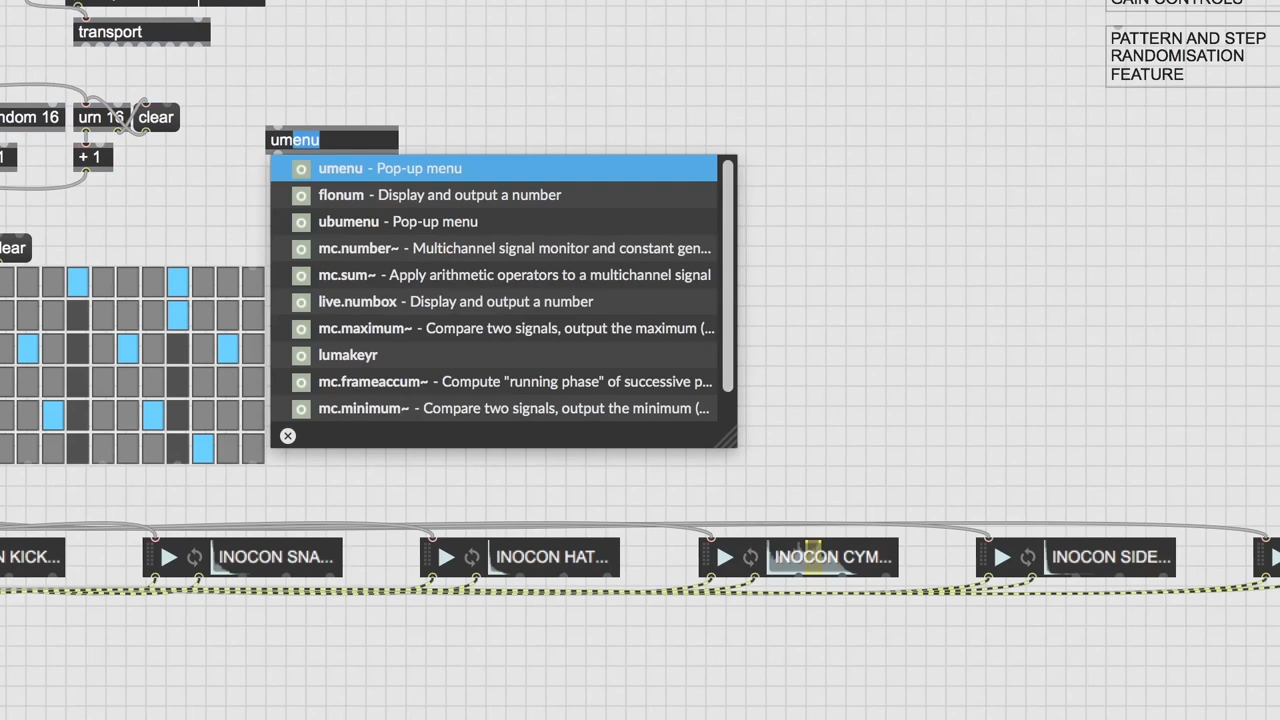 GAIN CONTROLS
transport
PATTERN AND STEP
RANDOMISATION
FEATURE
ndom 16
urn 16
clear
umenu
1
+ 1
umenu - Pop-up menu
flonum - Display and output a number
ubumenu - Pop-up menu
lear
mc.number~ - Multichannel signal monitor and constant gen...
mc.sum~ - Apply arithmetic operators to a multichannel signal
live.numbox - Display and output a number
mc.maximum~ - Compare two signals, output the maximum (...
lumakeyr
mc.frameaccum~ - Compute "running phase" of successive p...
mc.minimum~ - Compare two signals, output the minimum (...
N KICK...
INOCON SNA...
INOCON HAT...
INOCON CYM...
INOCON SIDE...